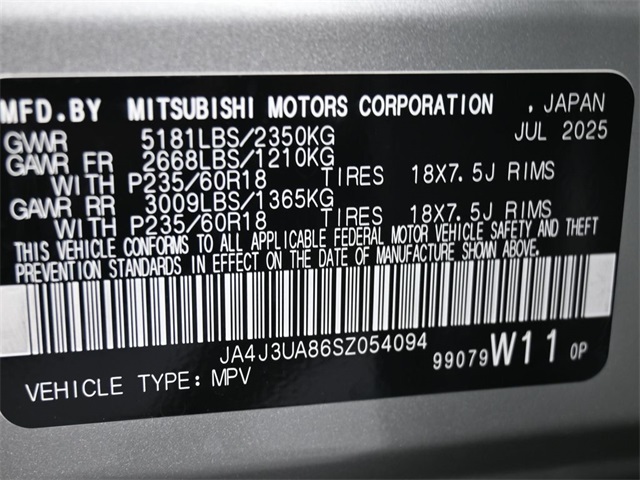 MFD.BY MITSUBISHI MOTORS CORPORATION , JAPAN
GWWR 5181LBS/2350KG JUL 2025
GAWR FR 2668LBS/1210KG
WITH P235/60R18 TIRES 18X7.5J RIMS
GAWR RR 3009LBS/1365KG
WITH P235/60R18 TIRES 18X7.5J RIMS
THIS VEHICLE CONFORMS TO ALL APPLICABLE FEDERAL MOTOR VEHICLE SAFETY AND THEFT
PREVENTION STANDARDS IN EFFECT ON THE DATE OF MANUFACTURE SHOWN ABOVE.
JA4J3UA86SZ054094
99079 W11 0P
VEHICLE TYPE: MPV